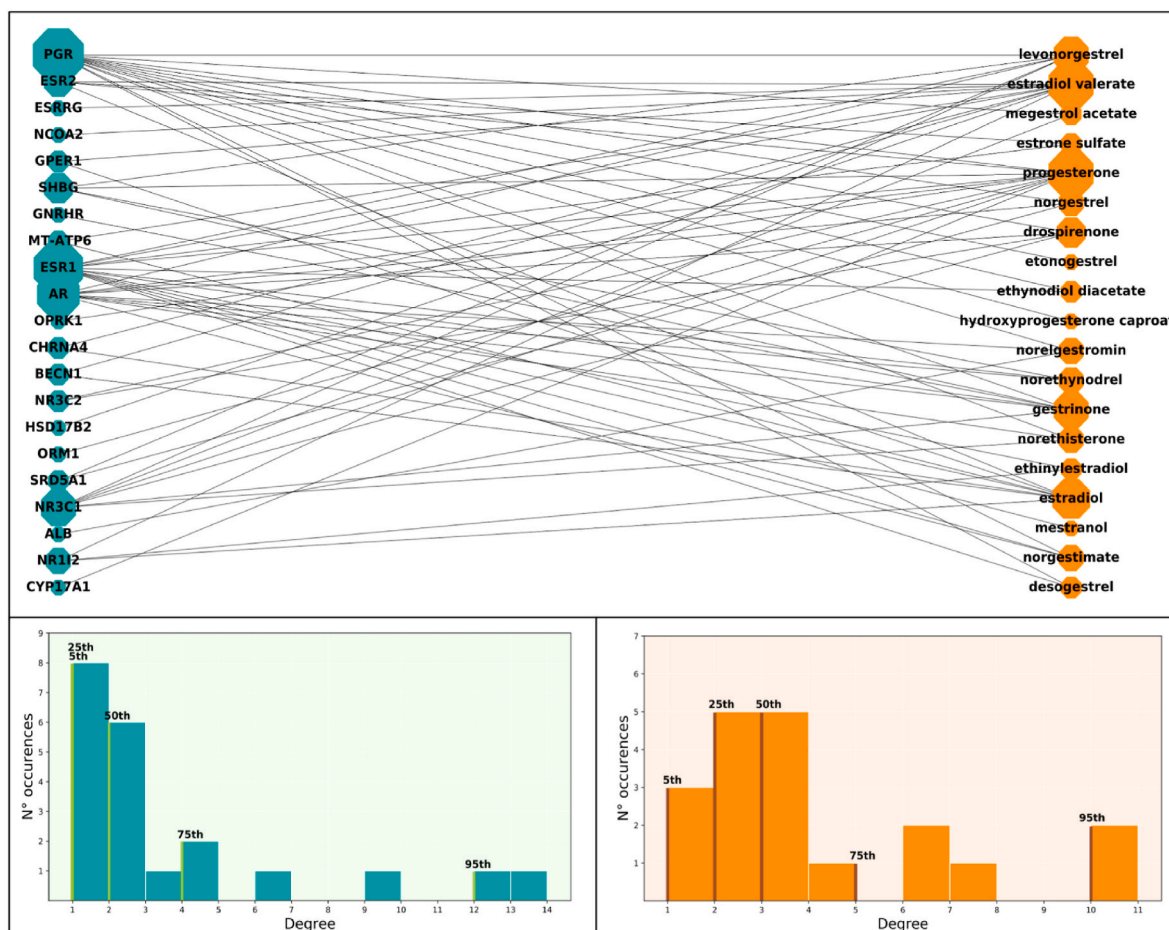 PGR
ESR2
ESRRG
NCOA2
GPER1
SHBG
GNRHR
MT-ATP6
ESR1
AR
OPRK1
CHRNA4
BECN1
NR3C2
HSD17B2
ORM1
SRD5A1
NR3C1
ALB
NR1I2
CYP17A1
levonorgestrel
estradiol valerate
megestrol acetate
estrone sulfate
progesterone
norgestrel
drospirenone
etonogestrel
ethynodiol diacetate
hydroxyprogesterone caproat
norelgestromin
norethynodrel
gestrinone
norethisterone
ethinylestradiol
estradiol
mestranol
norgestimate
desogestrel
N° occurences
9
8
7
6
5
4
3
2
1
25th
5th
50th
75th
95th
1 2 3 4 5 6 7 8 9 10 11 12 13 14
Degree
N° occurences
7
6
5
4
3
2
1
5th
25th
50th
75th
95th
1 2 3 4 5 6 7 8 9 10 11
Degree